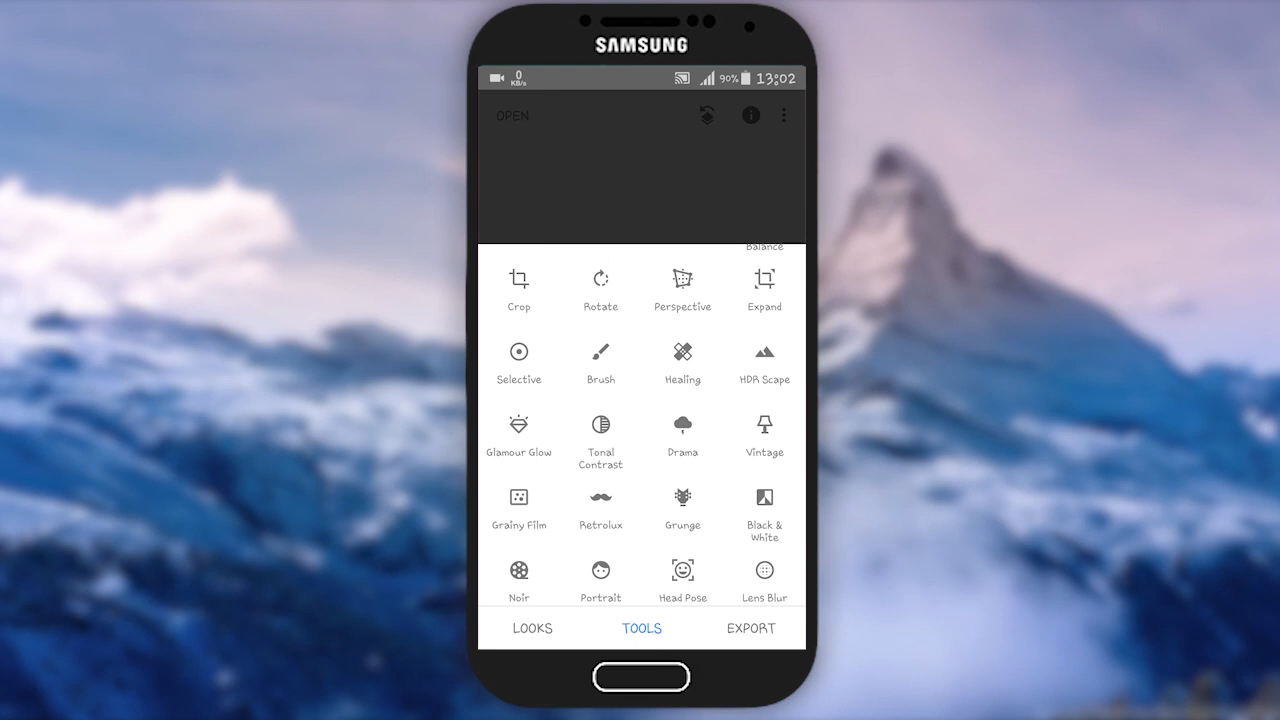 SAMSUNG
0
KB/s
90%
13:02
OPEN
Balance
Crop
Rotate
Perspective
Expand
Selective
Brush
Healing
HDR Scape
Glamour Glow
Tonal
Contrast
Drama
Vintage
Grainy Film
Retrolux
Grunge
Black &
White
Noir
Portrait
Head Pose
Lens Blur
LOOKS
TOOLS
EXPORT